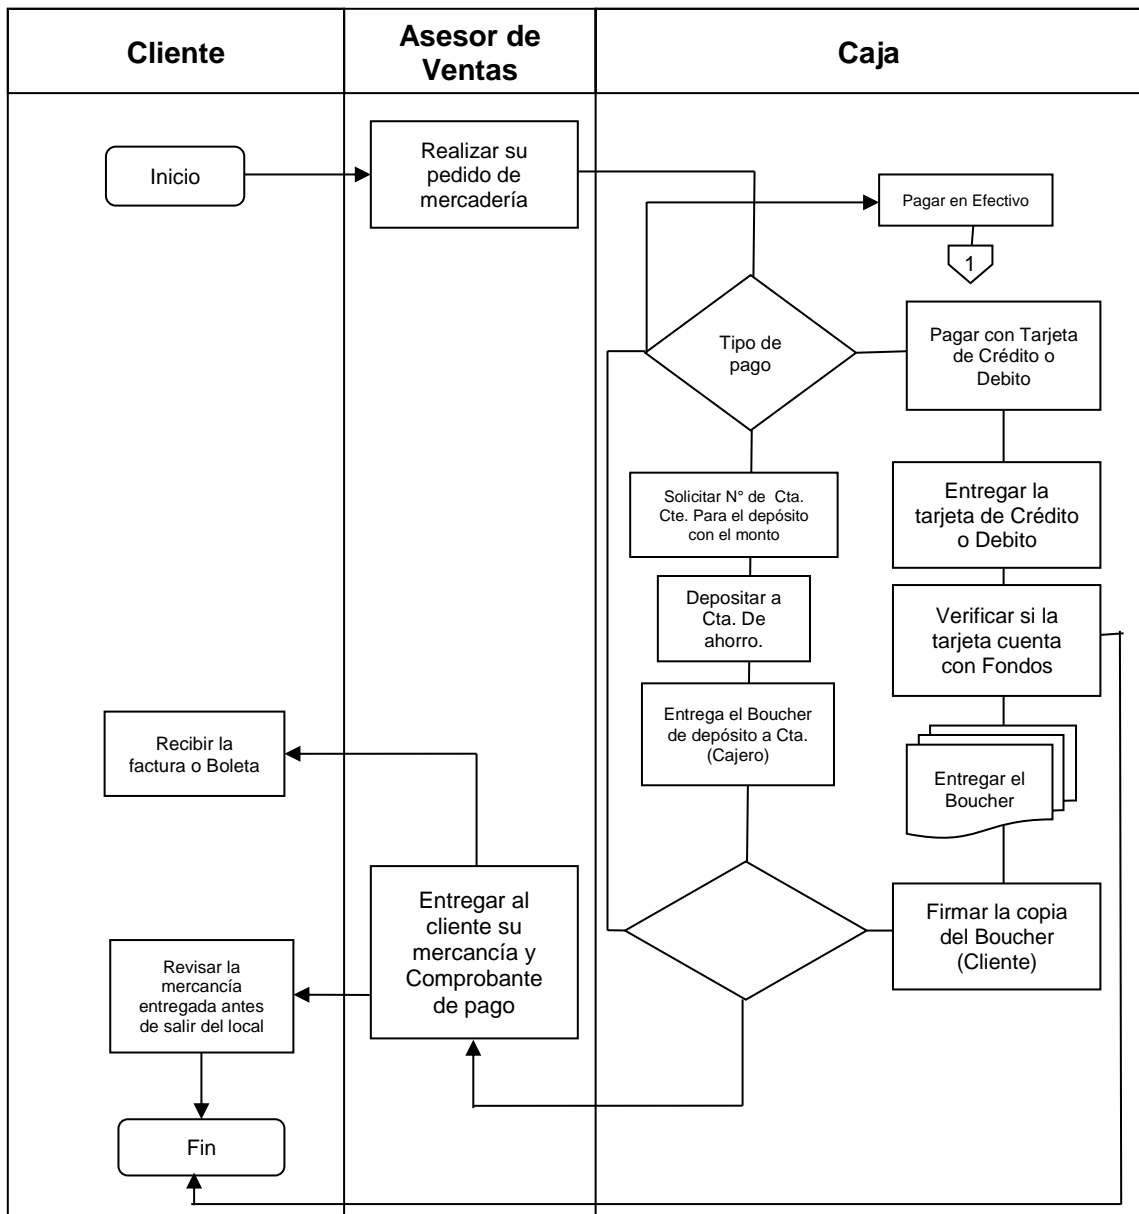 Cliente
Asesor de
Ventas
Caja
Inicio
Realizar su
pedido de
mercadería
Pagar en Efectivo
1
Tipo de
pago
Pagar con Tarjeta
de Crédito o
Debito
Solicitar N° de Cta.
Cte. Para el depósito
con el monto
Entregar la
tarjeta de Crédito
o Debito
Depositar a
Cta. De
ahorro.
Verificar si la
tarjeta cuenta
con Fondos
Entrega el Boucher
de depósito a Cta.
(Cajero)
Recibir la
factura o Boleta
Entregar el
Boucher
Entregar al
cliente su
mercancía y
Comprobante
de pago
Firmar la copia
del Boucher
(Cliente)
Revisar la
mercancía
entregada antes
de salir del local
Fin